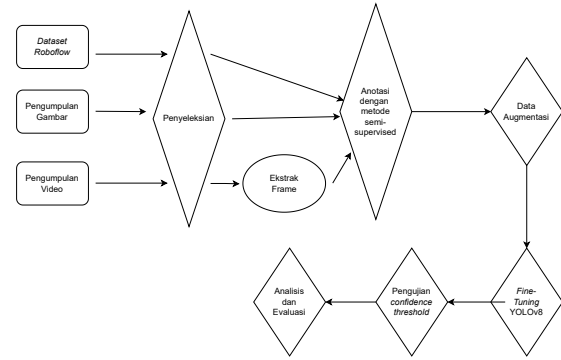 Dataset
Roboflow
Pengumpulan
Gambar
Pengumpulan
Video
Penyeleksian
Ekstrak
Frame
Anotasi
dengan
metode
semi-
supervised
Data
Augmentasi
Fine-
Tuning
YOLOv8
Pengujian
confidence
threshold
Analisis
dan
Evaluasi